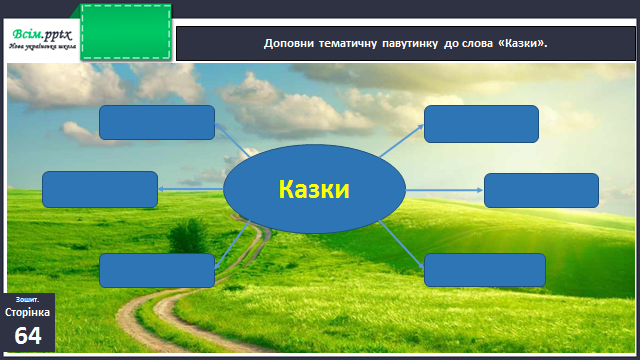 Всім.pptx
Нова українська школа
Доповни тематичну павутинку до слова «Казки».
Казки
Зошит.
Сторінка
64